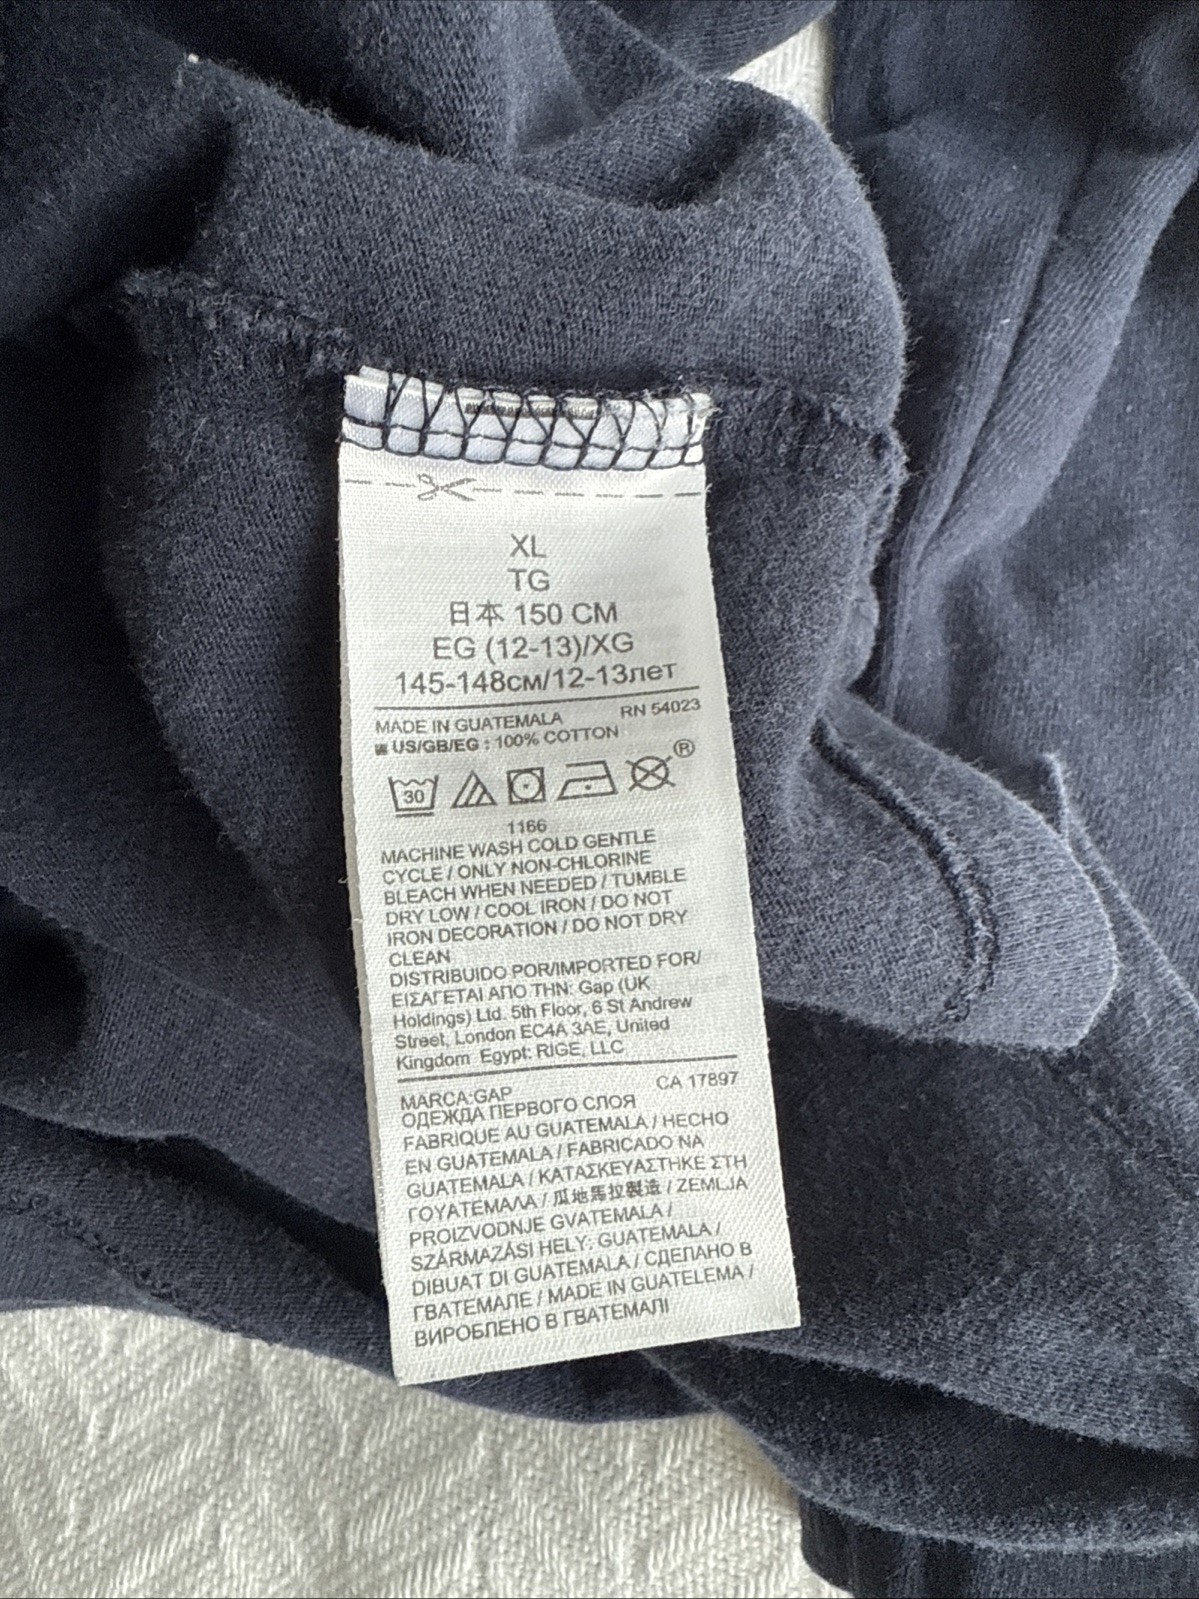 XL
TG
日本 150 CM
EG (12-13)/XG
145-148см/12-13лет
MADE IN GUATEMALA RN 54023
US/GB/EG : 100% COTTON
30 ®
1166
MACHINE WASH COLD GENTLE
CYCLE / ONLY NON-CHLORINE
BLEACH WHEN NEEDED / TUMBLE
DRY LOW / COOL IRON / DO NOT
IRON DECORATION / DO NOT DRY
CLEAN
DISTRIBUIDO POR/IMPORTED FOR/
ΕΙΣΑΓΕΤΑΙ ΑΠΟ ΤΗΝ: Gap (UK
Holdings) Ltd. 5th Floor, 6 St Andrew
Street, London EC4A 3AE, United
Kingdom Egypt: RIGE, LLC
MARCA:GAP CA 17897
ОДЕЖДА ПЕРВОГО СЛОЯ
FABRIQUE AU GUATEMALA / HECHO
EN GUATEMALA / FABRICADO NA
GUATEMALA / ΚΑΤΑΣΚΕΥΑΣΤΗΚΕ ΣΤΗ
ΓΟΥΑΤΕΜΑΛΑ / 瓜地馬拉製造 / ZEMLJA
PROIZVODNJE GVATEMALA /
SZÁRMAZÁSI HELY: GUATEMALA /
DIBUAT DI GUATEMALA / СДЕЛАНО В
ГВАТЕМАЛЕ / MADE IN GUATELEMA /
ВИРОБЛЕНО В ГВАТЕМАЛІ